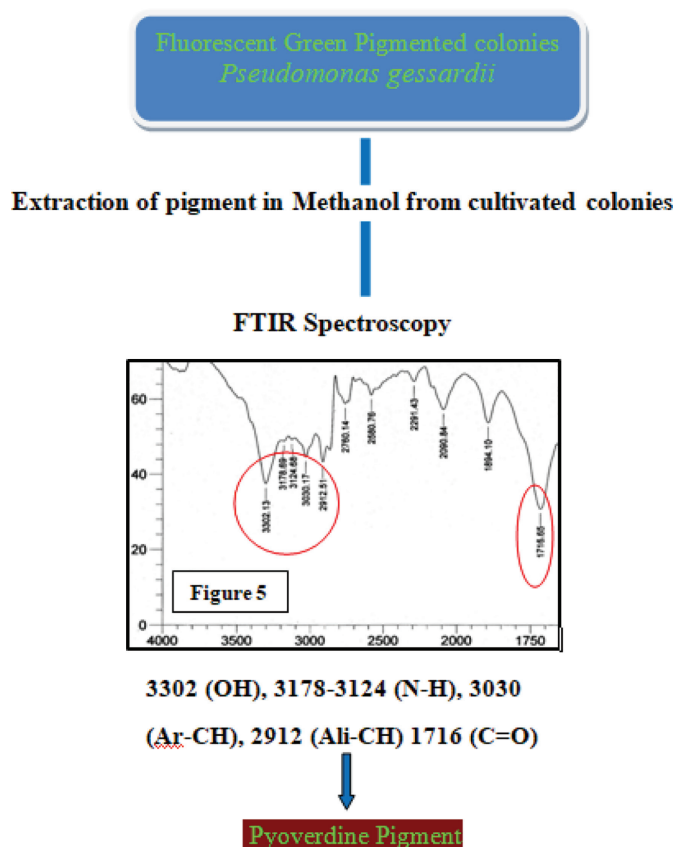 Fluorescent Green Pigmented colonies
Pseudomonas gessardii
Extraction of pigment in Methanol from cultivated colonies
FTIR Spectroscopy
60
40
20
0
3302.13
3178.69
3124.68
3030.17
2912.51
2760.14
2580.76
2291.43
2090.84
1894.10
1716.65
Figure 5
4000 3500 3000 2500 2000 1750
3302 (OH), 3178-3124 (N-H), 3030
(Ar-CH), 2912 (Ali-CH) 1716 (C=O)
Pyoverdine Pigment